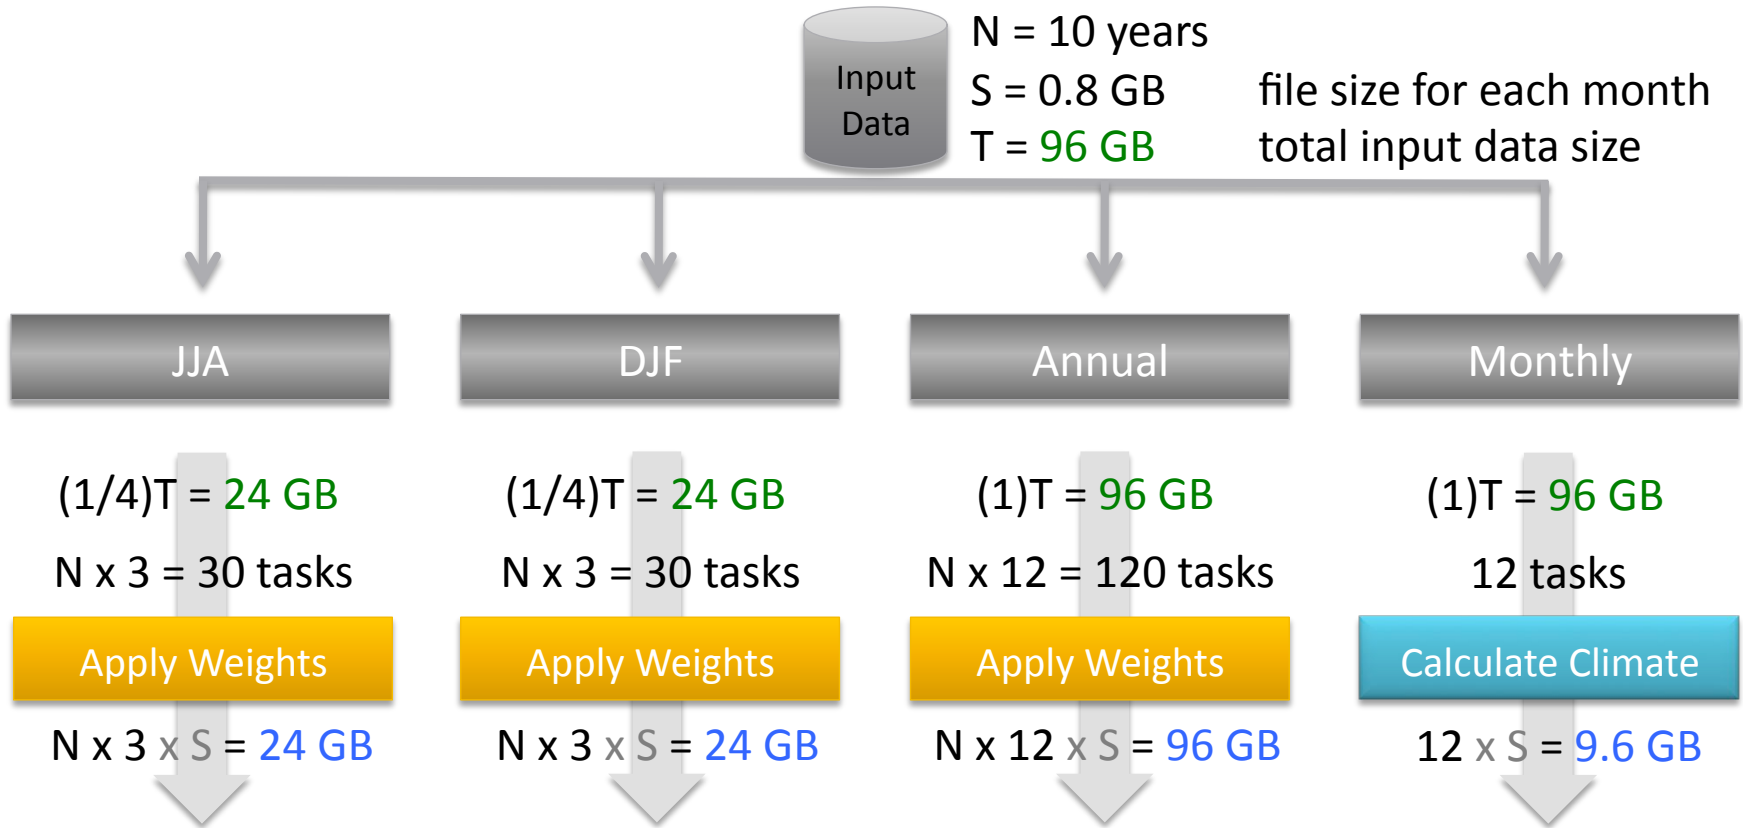 Input
Data
N = 10 years
S = 0.8 GB file size for each month
T = 96 GB total input data size
JJA
DJF
Annual
Monthly
(1/4)T = 24 GB
(1/4)T = 24 GB
(1)T = 96 GB
(1)T = 96 GB
N x 3 = 30 tasks
N x 3 = 30 tasks
N x 12 = 120 tasks
12 tasks
Apply Weights
Apply Weights
Apply Weights
Calculate Climate
N x 3 x S = 24 GB
N x 3 x S = 24 GB
N x 12 x S = 96 GB
12 x S = 9.6 GB